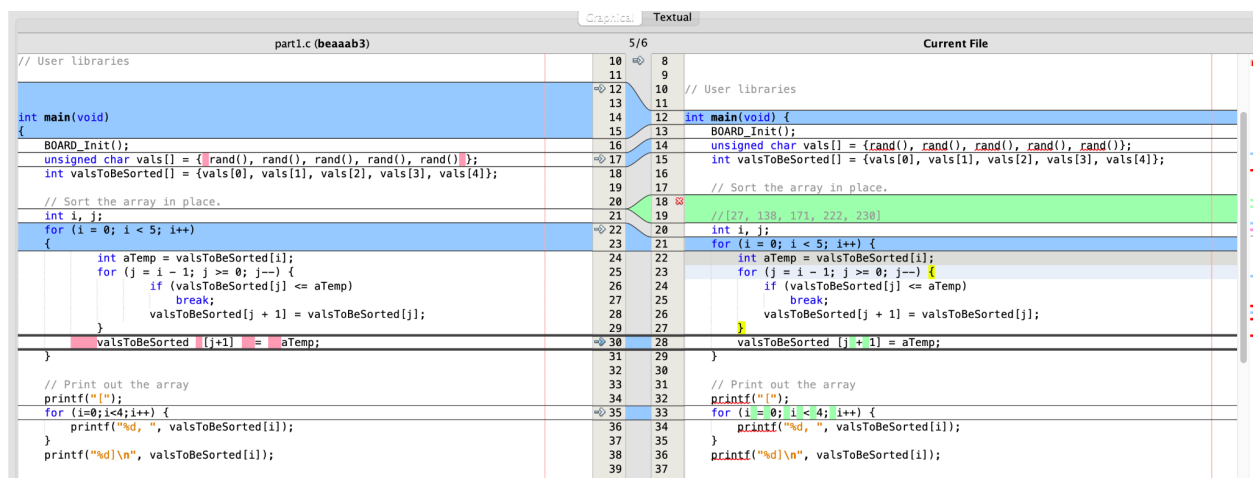 Graphical Textual
part1.c (beaaab3) 5/6 Current File
// User libraries 10 8
11 9
12 10 // User libraries
13 11
int main(void) 14 12 int main(void) {
{ 15 13 BOARD_Init();
BOARD_Init(); 16 14 unsigned char vals[] = {rand(), rand(), rand(), rand(), rand()};
unsigned char vals[] = { rand(), rand(), rand(), rand(), rand() }; 17 15 int valsToBeSorted[] = {vals[0], vals[1], vals[2], vals[3], vals[4]};
int valsToBeSorted[] = {vals[0], vals[1], vals[2], vals[3], vals[4]}; 18 16
19 17 // Sort the array in place.
// Sort the array in place. 20 18
int i, j; 21 19 //[27, 138, 171, 222, 230]
for (i = 0; i < 5; i++) 22 20 int i, j;
{ 23 21 for (i = 0; i < 5; i++) {
int aTemp = valsToBeSorted[i]; 24 22 int aTemp = valsToBeSorted[i];
for (j = i - 1; j >= 0; j--) { 25 23 for (j = i - 1; j >= 0; j--) {
if (valsToBeSorted[j] <= aTemp) 26 24 if (valsToBeSorted[j] <= aTemp)
break; 27 25 break;
valsToBeSorted[j + 1] = valsToBeSorted[j]; 28 26 valsToBeSorted[j + 1] = valsToBeSorted[j];
} 29 27 }
valsToBeSorted [j+1] = aTemp; 30 28 valsToBeSorted [j + 1] = aTemp;
} 31 29 }
32 30
// Print out the array 33 31 // Print out the array
printf("["); 34 32 printf("[");
for (i=0;i<4;i++) { 35 33 for (i = 0; i < 4; i++) {
printf("%d, ", valsToBeSorted[i]); 36 34 printf("%d, ", valsToBeSorted[i]);
} 37 35 }
printf("%d]\n", valsToBeSorted[i]); 38 36 printf("%d]\n", valsToBeSorted[i]);
39 37